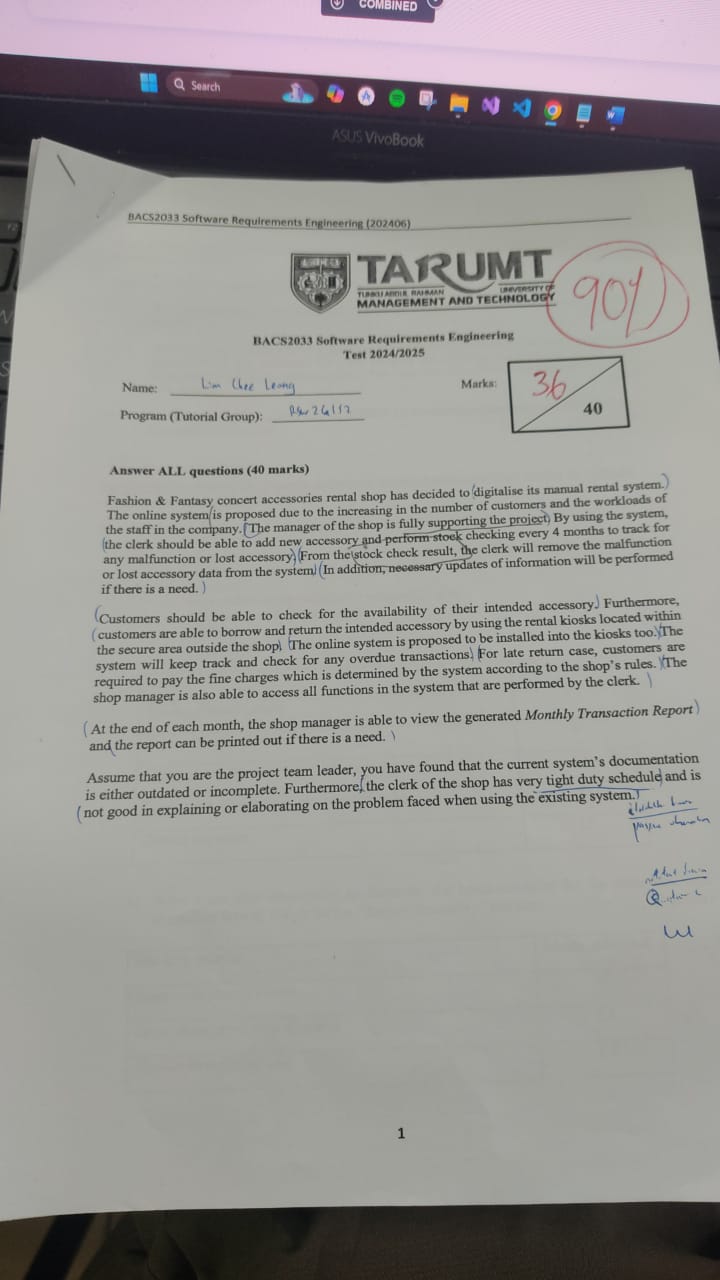 COMBINED
Search
ASUS VivoBook
BACS2033 Software Requirements Engineering (202406)
TARUMT
TUNKU ABDUL RAHMAN UNIVERSITY OF
MANAGEMENT AND TECHNOLOGY
90%
BACS2033 Software Requirements Engineering
Test 2024/2025
Name: Lim Chee Leong
Marks: 36
40
Program (Tutorial Group):
Answer ALL questions (40 marks)
Fashion & Fantasy concert accessories rental shop has decided to digitalise its manual rental system.
The online system is proposed due to the increasing in the number of customers and the workloads of
the staff in the company. The manager of the shop is fully supporting the project. By using the system,
the clerk should be able to add new accessory and perform stock checking every 4 months to track for
any malfunction or lost accessory. From the stock check result, the clerk will remove the malfunction
or lost accessory data from the system. In addition, necessary updates of information will be performed
if there is a need.
Customers should be able to check for the availability of their intended accessory. Furthermore,
customers are able to borrow and return the intended accessory by using the rental kiosks located within
the secure area outside the shop. The online system is proposed to be installed into the kiosks too. The
system will keep track and check for any overdue transactions. For late return case, customers are
required to pay the fine charges which is determined by the system according to the shop's rules. The
shop manager is also able to access all functions in the system that are performed by the clerk.
At the end of each month, the shop manager is able to view the generated Monthly Transaction Report
and the report can be printed out if there is a need.
Assume that you are the project team leader, you have found that the current system's documentation
is either outdated or incomplete. Furthermore, the clerk of the shop has very tight duty schedule and is
not good in explaining or elaborating on the problem faced when using the existing system.
1